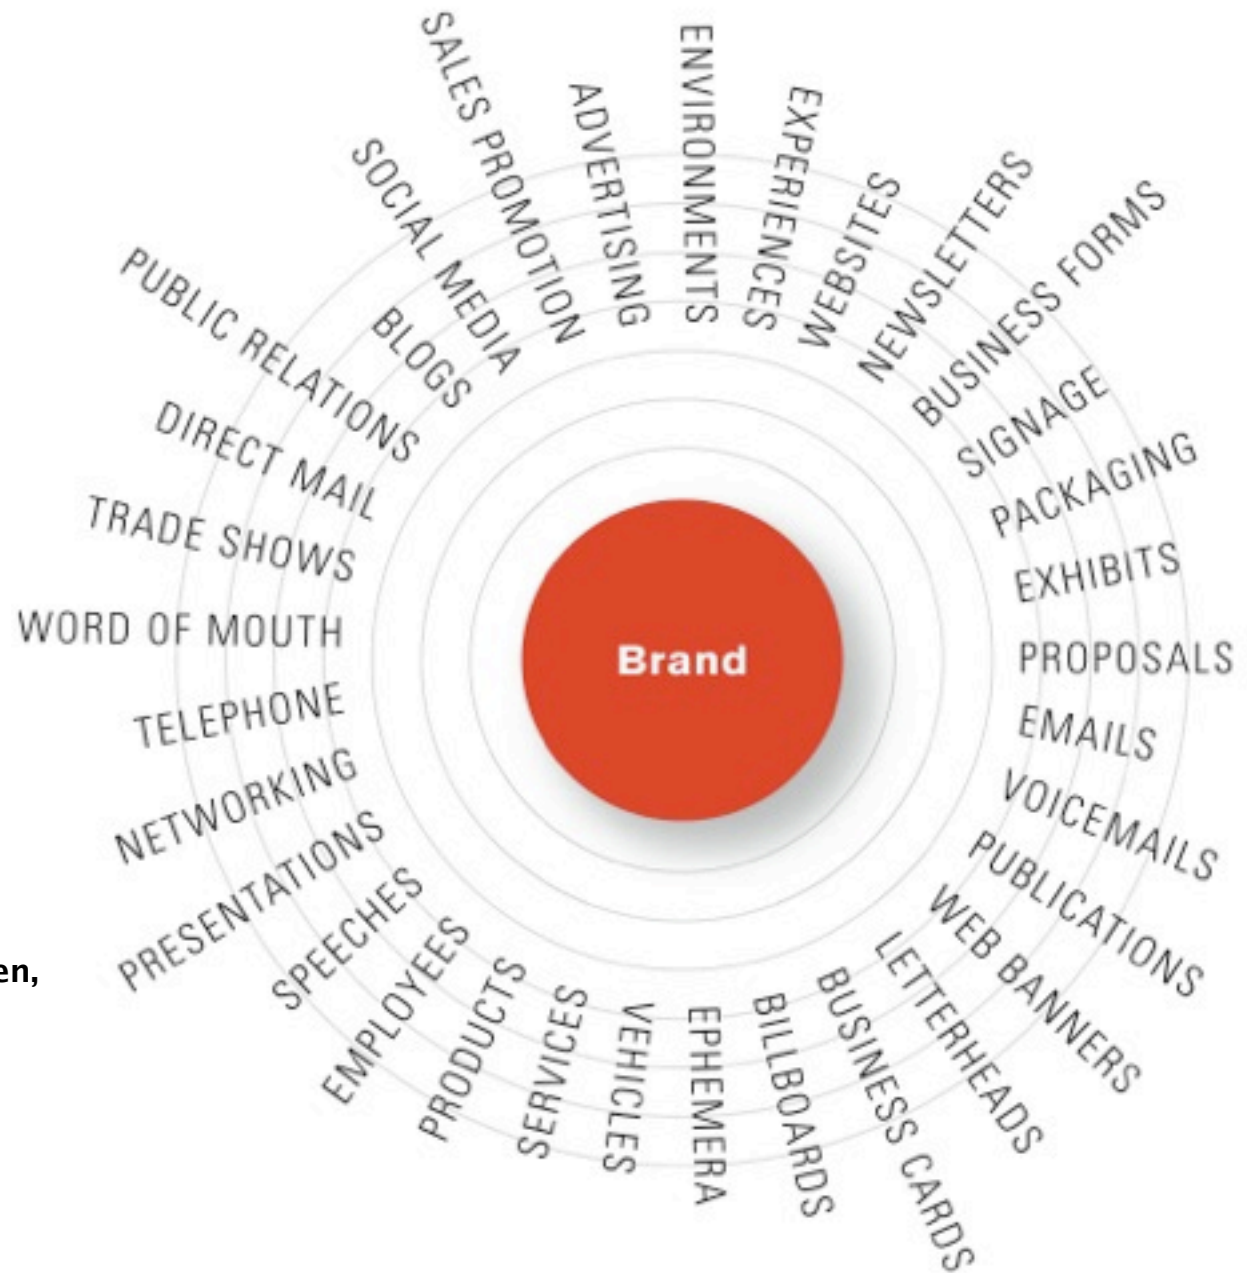 ENVIRONMENTS
EXPERIENCES
WEBSITES
NEWSLETTERS
BUSINESS FORMS
SIGNAGE
PACKAGING
EXHIBITS
PROPOSALS
EMAILS
VOICEMAILS
PUBLICATIONS
WEB BANNERS
LETTERHEADS
BUSINESS CARDS
BILLBOARDS
EPHEMERA
VEHICLES
SERVICES
PRODUCTS
EMPLOYEES
SPEECHES
PRESENTATIONS
NETWORKING
TELEPHONE
WORD OF MOUTH
TRADE SHOWS
DIRECT MAIL
PUBLIC RELATIONS
BLOGS
SOCIAL MEDIA
SALES PROMOTION
ADVERTISING
Brand
en,